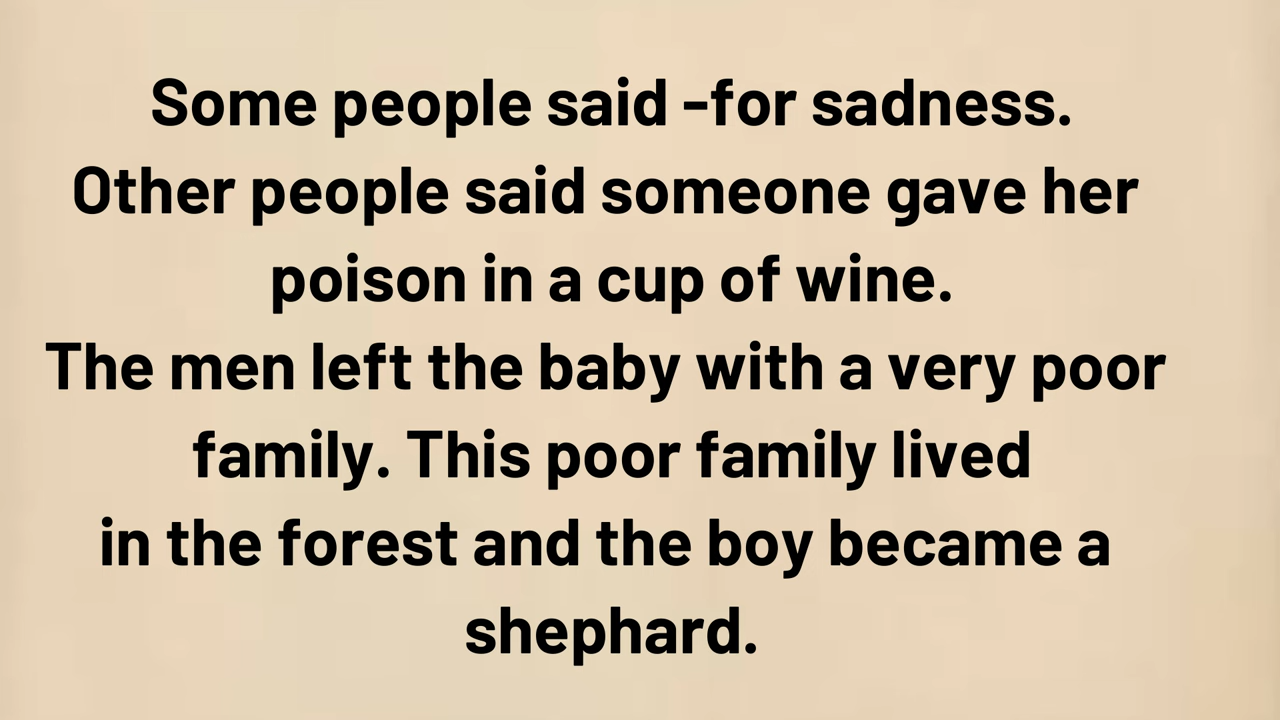 Some people said -for sadness.
Other people said someone gave her
poison in a cup of wine.
The men left the baby with a very poor
family. This poor family lived
in the forest and the boy became a
shephard.